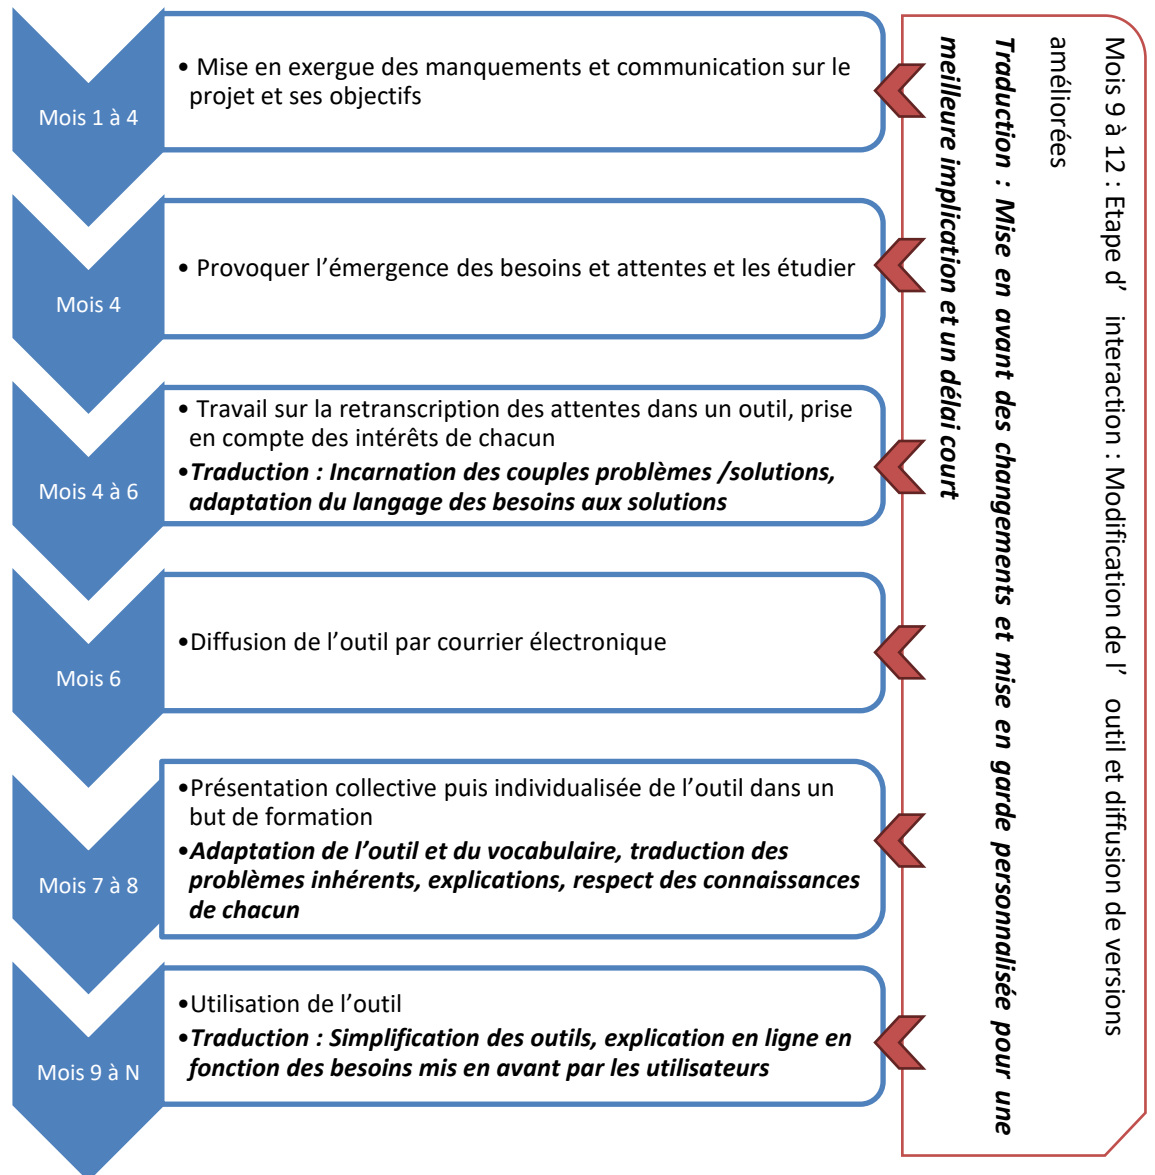 Mois 1 à 4
• Mise en exergue des manquements et communication sur le
projet et ses objectifs
Mois 4
• Provoquer l’émergence des besoins et attentes et les étudier
Mois 4 à 6
• Travail sur la retranscription des attentes dans un outil, prise
en compte des intérêts de chacun
•Traduction : Incarnation des couples problèmes /solutions,
adaptation du langage des besoins aux solutions
Mois 6
•Diffusion de l’outil par courrier électronique
Mois 7 à 8
•Présentation collective puis individualisée de l’outil dans un
but de formation
•Adaptation de l’outil et du vocabulaire, traduction des
problèmes inhérents, explications, respect des connaissances
de chacun
Mois 9 à N
•Utilisation de l’outil
•Traduction : Simplification des outils, explication en ligne en
fonction des besoins mis en avant par les utilisateurs
Mois 9 à 12 : Etape d’ interaction : Modification de l’ outil et diffusion de versions
améliorées
Traduction : Mise en avant des changements et mise en garde personnalisée pour une
meilleure implication et un délai court